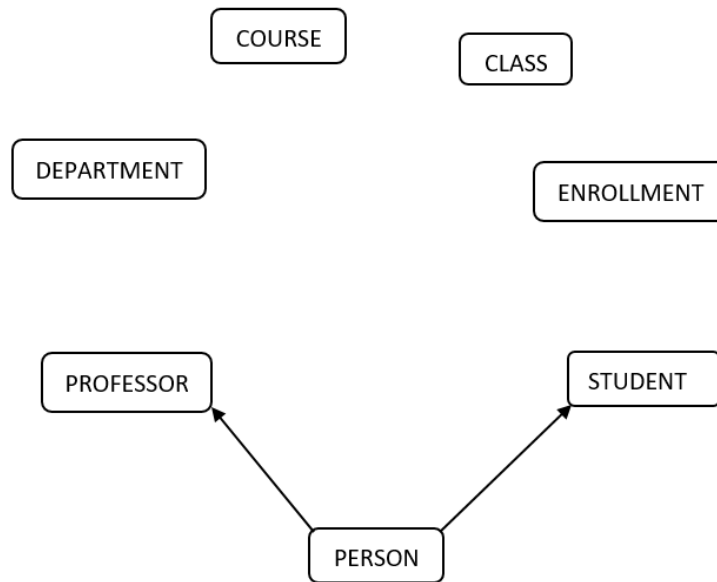 COURSE
CLASS
DEPARTMENT
ENROLLMENT
PROFESSOR
STUDENT
PERSON